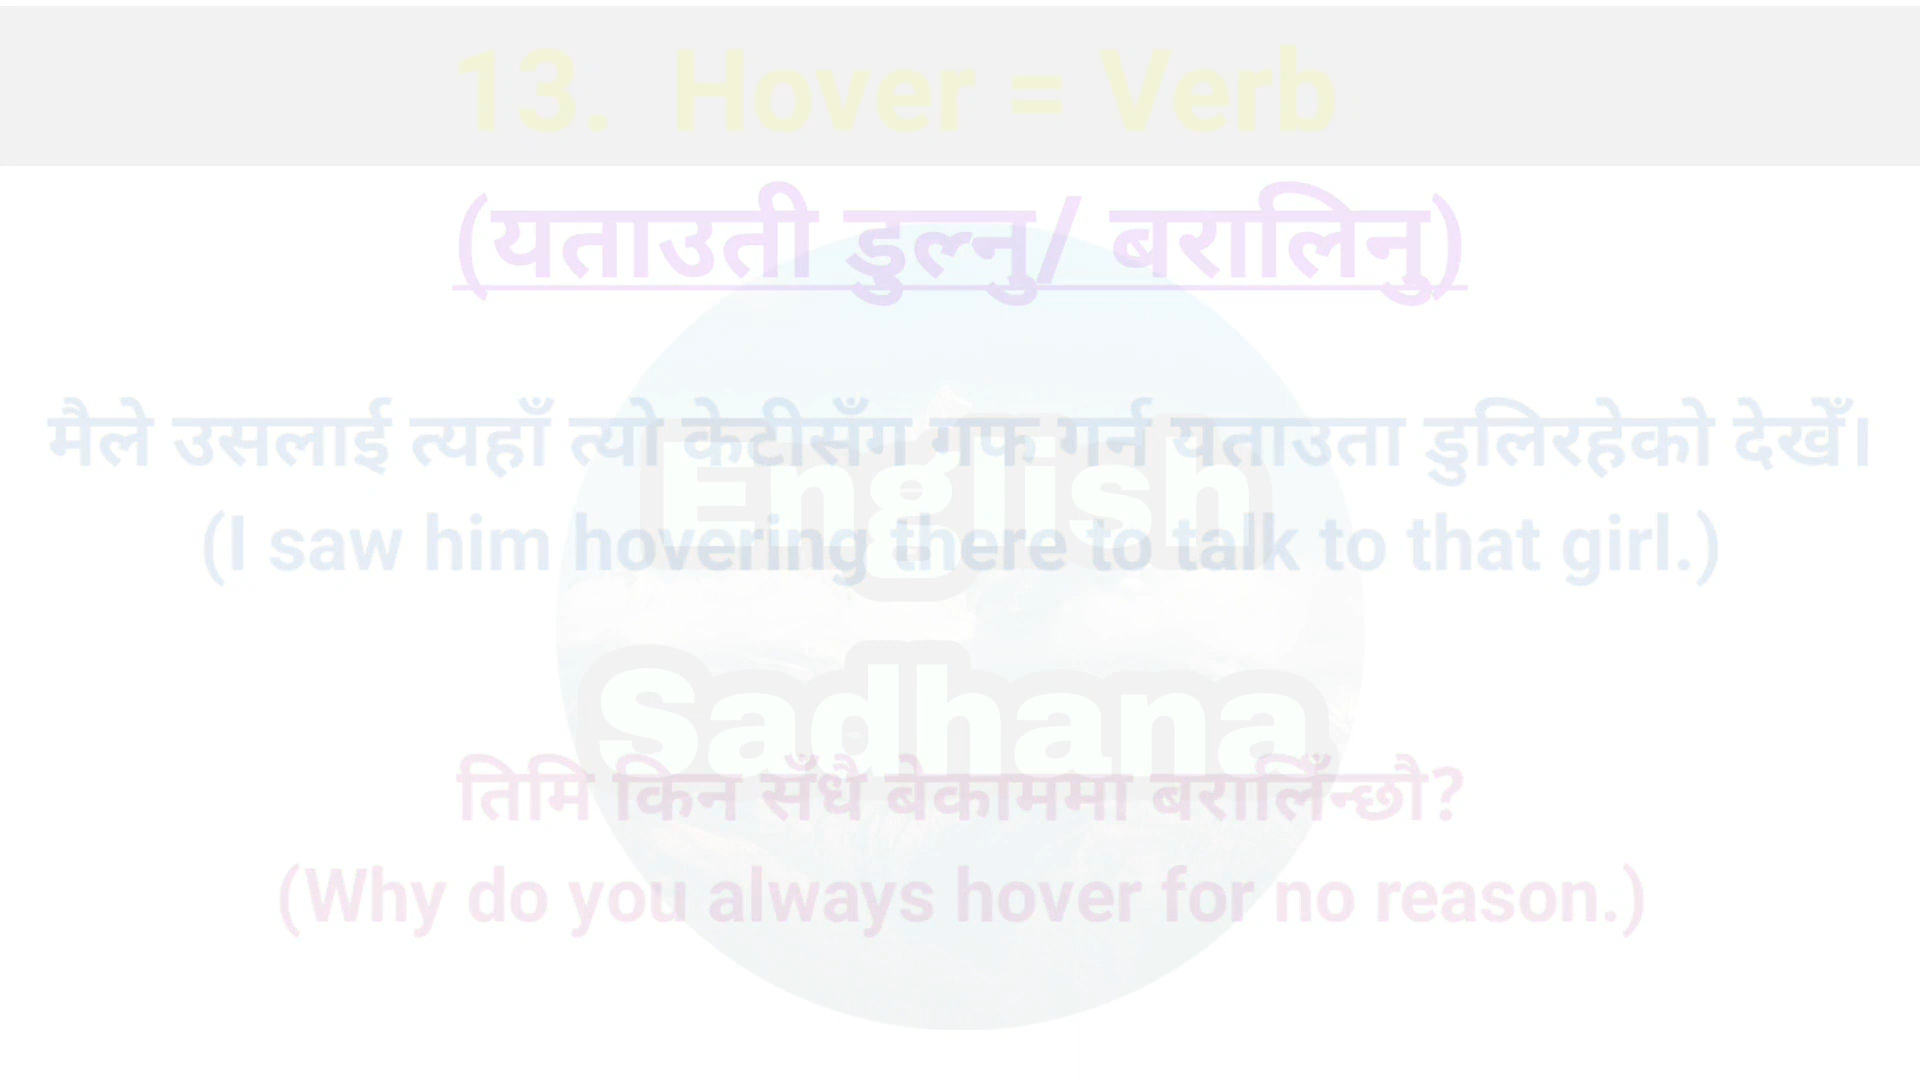 13. Hover = Verb
(यताउती डुल्नु/ बरालिनु)
मैले उसलाई त्यहाँ त्यो केटीसँग गफ गर्न यताउता डुलिरहेको देखेँ।
(I saw him hovering there to talk to that girl.)
English
Sadhana
तिमि किन सँधै बेकाममा बरालिँन्छौ?
(Why do you always hover for no reason.)